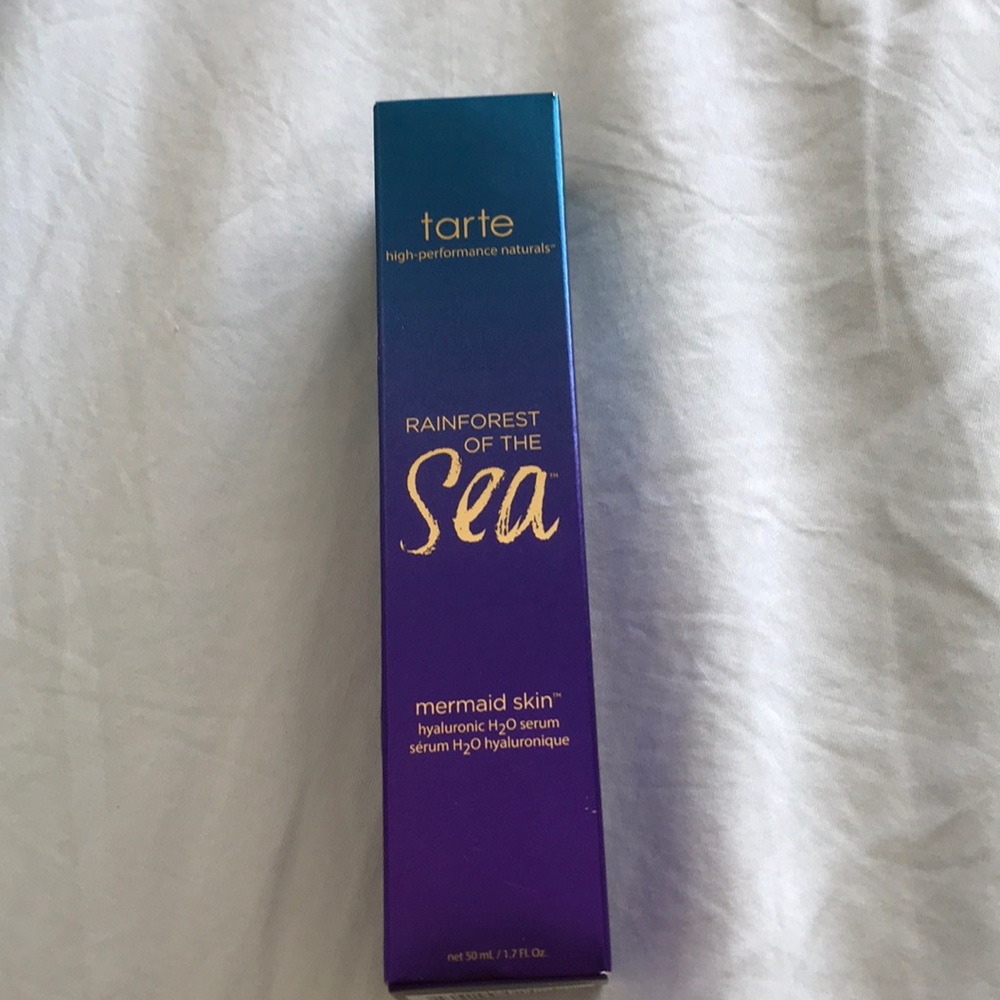 tarte
high-performance naturals™
RAINFOREST
OF THE
Sea™
mermaid skin™
hyaluronic H₂O serum
sérum H₂O hyaluronique
net 50 mL / 1.7 Fl. Oz.